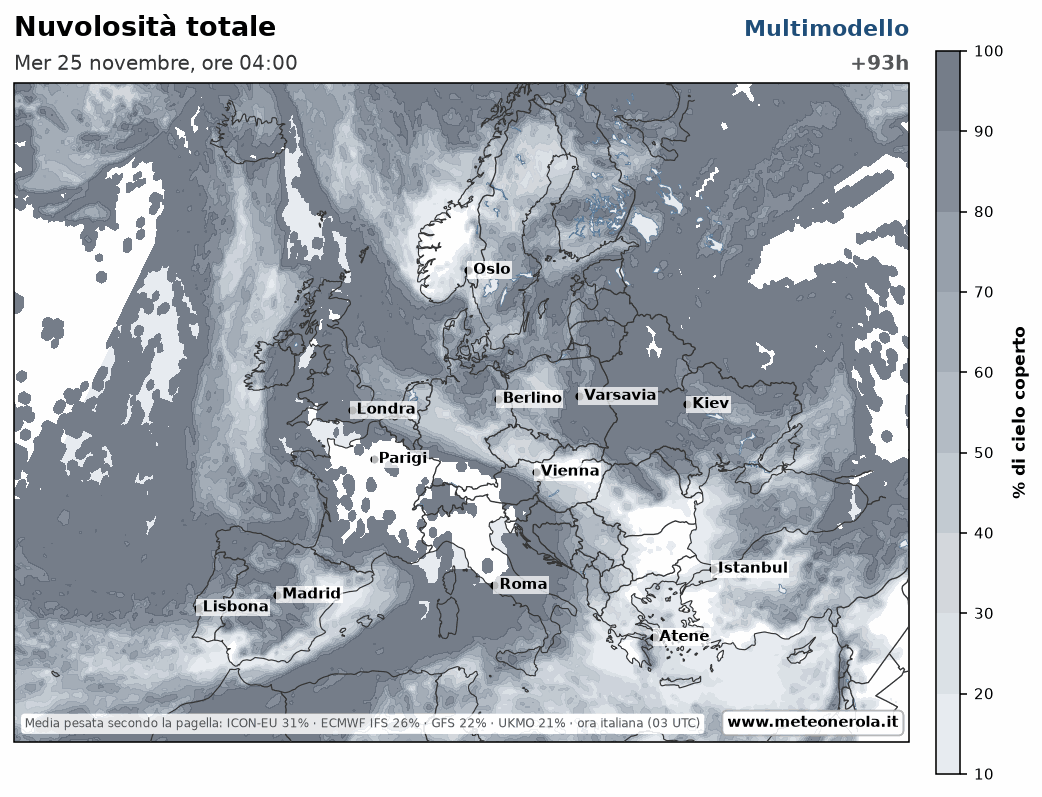 Nuvolosità totale
Multimodello
Mer 25 novembre, ore 04:00
+93h
100
90
80
70
60
50
40
30
20
10
% di cielo coperto
Oslo
Berlino
Varsavia
Kiev
Londra
Parigi
Vienna
Istanbul
Roma
Madrid
Lisbona
Atene
Media pesata secondo la pagella: ICON-EU 31% · ECMWF IFS 26% · GFS 22% · UKMO 21% · ora italiana (03 UTC)
www.meteonerola.it